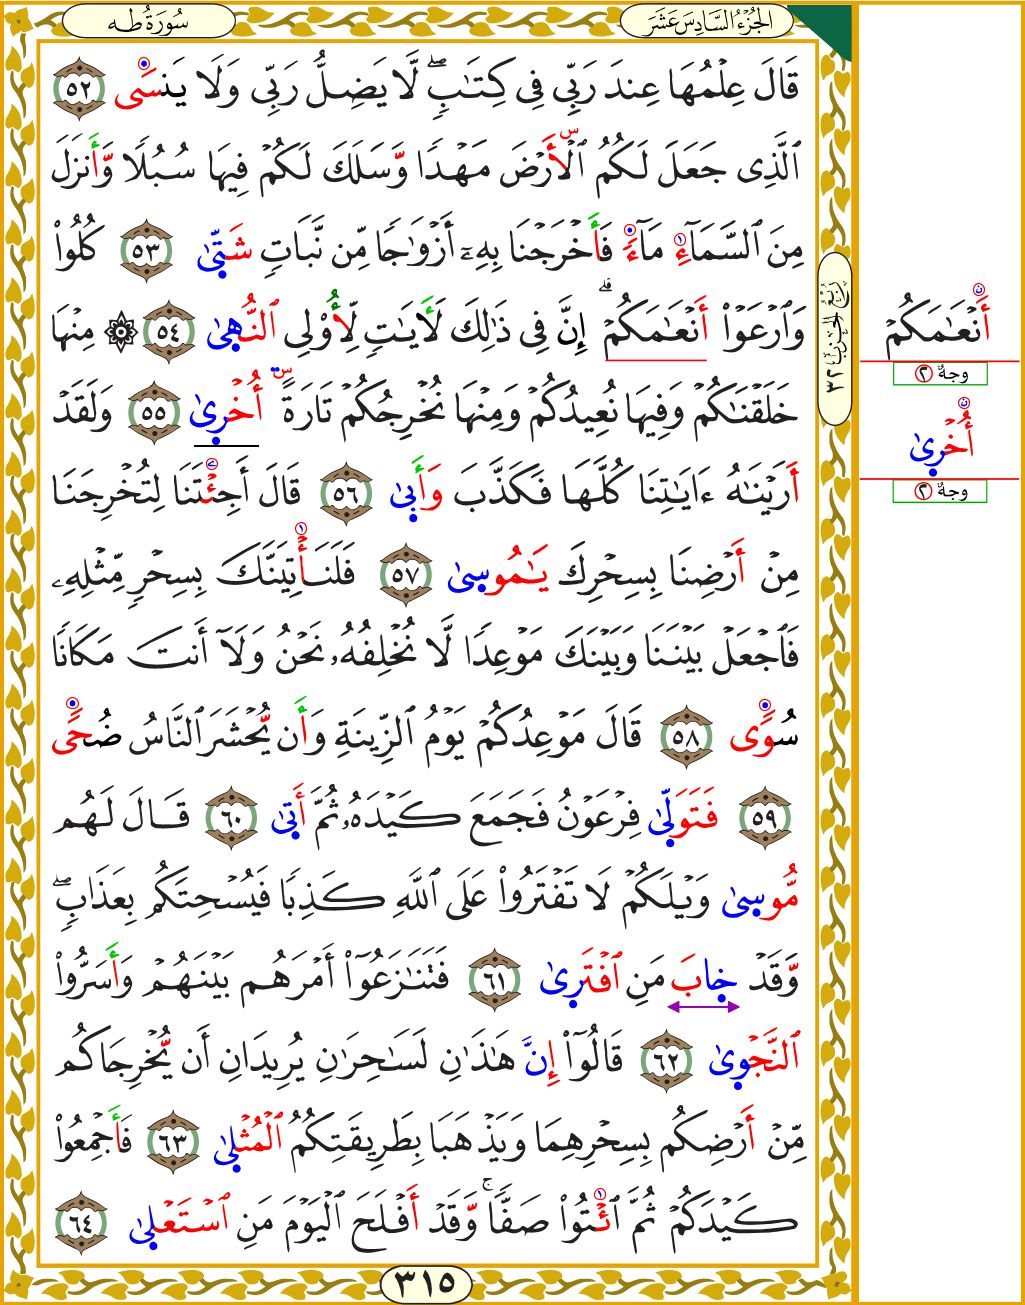 سُورَةُ طه
الجُزْءُ السَّادِسَ عَشَرَ
قَالَ عِلْمُهَا عِندَ رَبِّي فِي كِتَٰبٍۖ لَّا يَضِلُّ رَبِّي وَلَا يَنسَى ٥٢
ٱلَّذِي جَعَلَ لَكُمُ ٱلْأَرْضَ مَهْدًا وَّسَلَكَ لَكُمْ فِيهَا سُبُلًا وَّأَنزَلَ
مِنَ ٱلسَّمَآءِ مَآءً فَأَخْرَجْنَا بِهِۦٓ أَزْوَٰجًا مِّن نَّبَاتٍ شَتَّىٰ ٥٣ كُلُوا۟
وَٱرْعَوْا۟ أَنْعَٰمَكُمْۗ إِنَّ فِي ذَٰلِكَ لَأٓيَٰتٍ لِّأُو۟لِي ٱلنُّهَىٰ ٥٤ ۞ مِنْهَا
خَلَقْنَٰكُمْ وَفِيهَا نُعِيدُكُمْ وَمِنْهَا نُخْرِجُكُمْ تَارَةً أُخْرَىٰ ٥٥ وَلَقَدْ
أَرَيْنَٰهُ ءَايَٰتِنَا كُلَّهَا فَكَذَّبَ وَأَبَىٰ ٥٦ قَالَ أَجِئْتَنَا لِتُخْرِجَنَا
مِنْ أَرْضِنَا بِسِحْرِكَ يَٰمُوسَىٰ ٥٧ فَلَنَأْتِيَنَّكَ بِسِحْرٍ مِّثْلِهِۦ
فَٱجْعَلْ بَيْنَنَا وَبَيْنَكَ مَوْعِدًا لَّا نُخْلِفُهُۥ نَحْنُ وَلَآ أَنتَ مَكَانًا
سُوًى ٥٨ قَالَ مَوْعِدُكُمْ يَوْمُ ٱلزِّينَةِ وَأَن يُّحْشَرَ ٱلنَّاسُ ضُحًى
٥٩ فَتَوَلَّىٰ فِرْعَوْنُ فَجَمَعَ كَيْدَهُۥ ثُمَّ أَتَىٰ ٦٠ قَالَ لَهُم
مُّوسَىٰ وَيْلَكُمْ لَا تَفْتَرُوا۟ عَلَى ٱللَّهِ كَذِبًا فَيُسْحِتَكُم بِعَذَابٍۖ
وَّقَدْ خَابَ مَنِ ٱفْتَرَىٰ ٦١ فَتَنَٰزَعُوٓا۟ أَمْرَهُم بَيْنَهُمْ وَأَسَرُّوا۟
ٱلنَّجْوَىٰ ٦٢ قَالُوٓا۟ إِنَّ هَٰذَٰنِ لَسَٰحِرَٰنِ يُرِيدَانِ أَن يُّخْرِجَاكُم
مِّنْ أَرْضِكُم بِسِحْرِهِمَا وَيَذْهَبَا بِطَرِيقَتِكُمُ ٱلْمُثْلَىٰ ٦٣ فَأَجْمِعُوا۟
كَيْدَكُمْ ثُمَّ ٱئْتُوا۟ صَفًّاۚ وَّقَدْ أَفْلَحَ ٱلْيَوْمَ مَنِ ٱسْتَعْلَىٰ ٦٤
٣١٥
رُبْعُ الحِزْبِ ٣٢
أَنْعَٰمَكُمْ
وجهٌ ٢
أُخْرَىٰ
وجهٌ ٢